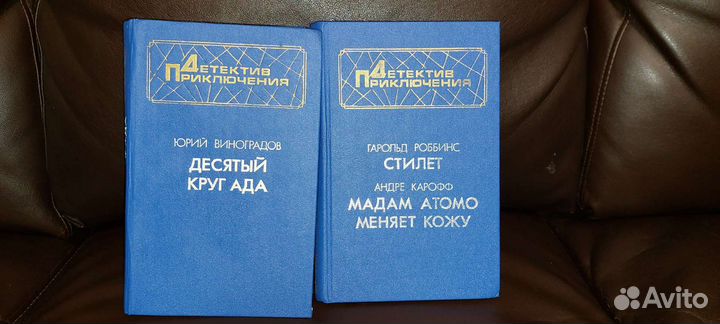 ДЕТЕКТИВ
ПРИКЛЮЧЕНИЯ
ЮРИЙ ВИНОГРАДОВ
ДЕСЯТЫЙ
КРУГ АДА
ДЕТЕКТИВ
ПРИКЛЮЧЕНИЯ
ГАРОЛЬД РОББИНС
СТИЛЕТ
АНДРЕ КАРОФФ
МАДАМ АТОМО
МЕНЯЕТ КОЖУ
Avito